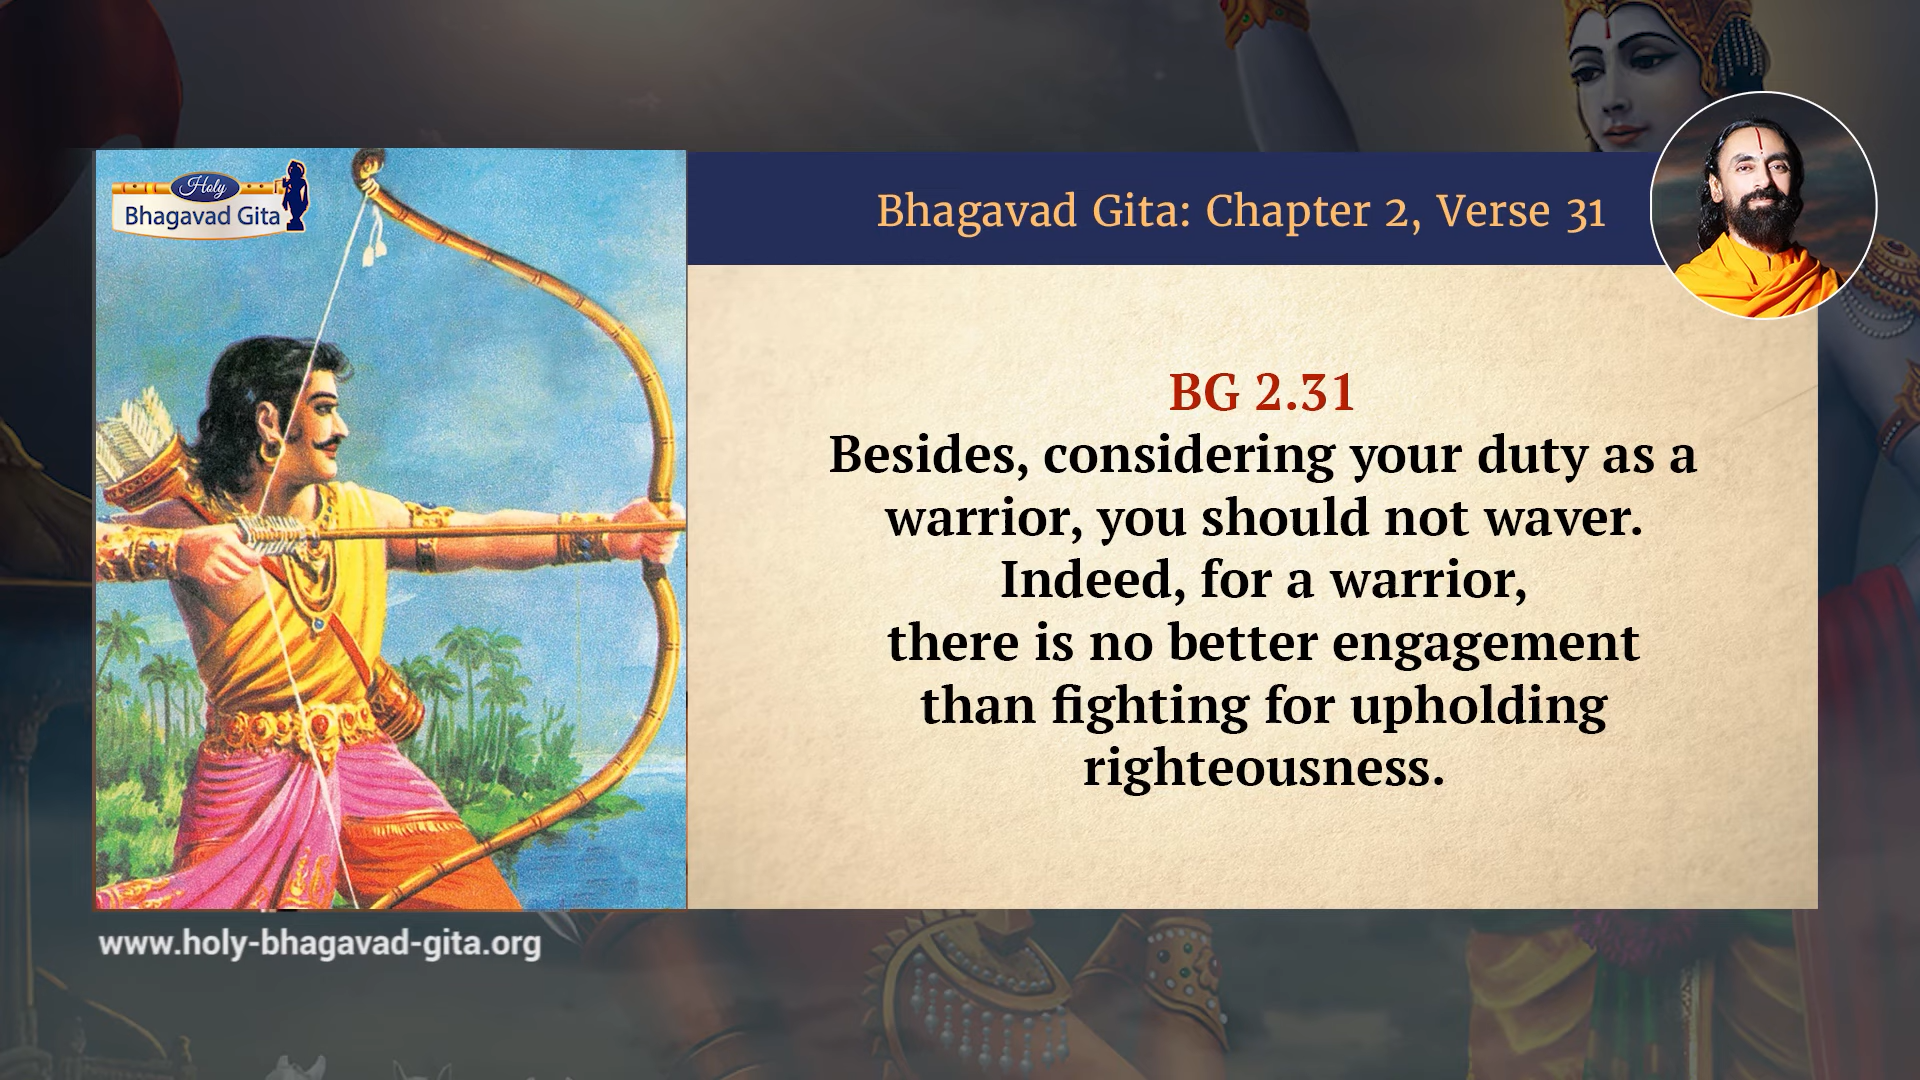 Holy
Bhagavad Gita
Bhagavad Gita: Chapter 2, Verse 31
BG 2.31
Besides, considering your duty as a
warrior, you should not waver.
Indeed, for a warrior,
there is no better engagement
than fighting for upholding
righteousness.
www.holy-bhagavad-gita.org